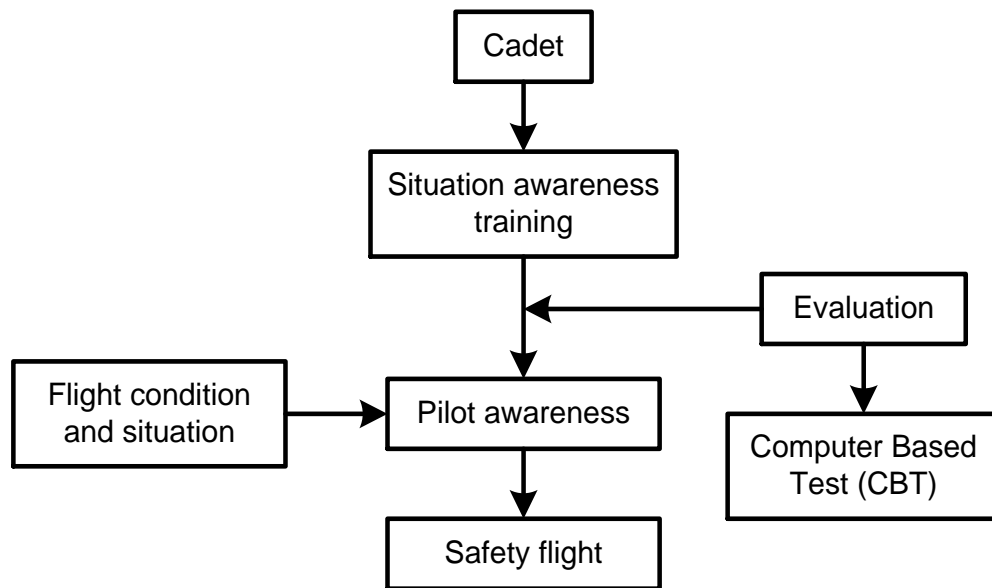 Cadet
Situation awareness
training
Evaluation
Flight condition
and situation
Pilot awareness
Computer Based
Test (CBT)
Safety flight